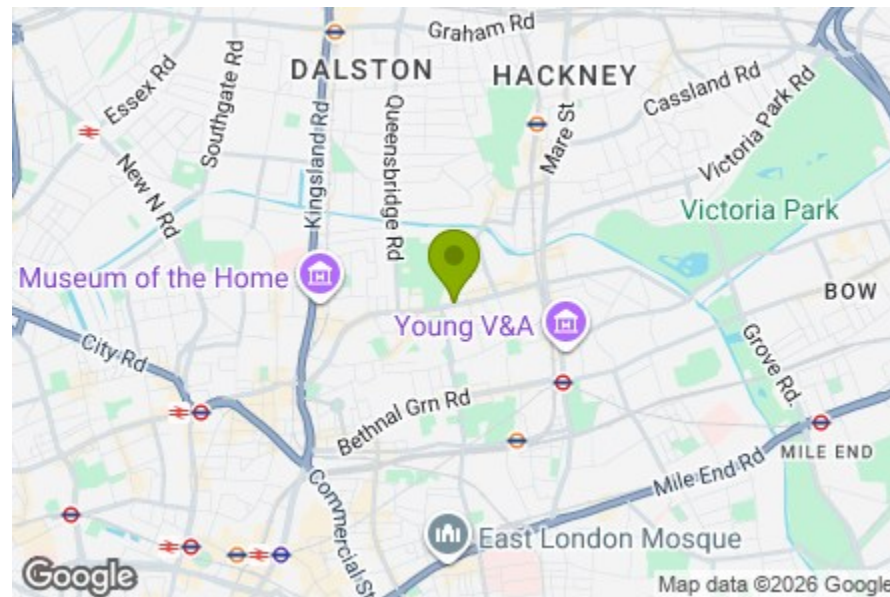 Graham Rd
DALSTON
HACKNEY
Essex Rd
Southgate Rd
Cassland Rd
Kingsland Rd
Queensbridge Rd
Mare St
Victoria Park Rd
New N Rd
Victoria Park
Museum of the Home
BOW
Young V&A
City Rd
Grove Rd.
Bethnal Grn Rd
MILE END
Mile End Rd
Commercial St
East London Mosque
Google
Map data ©2026 Google